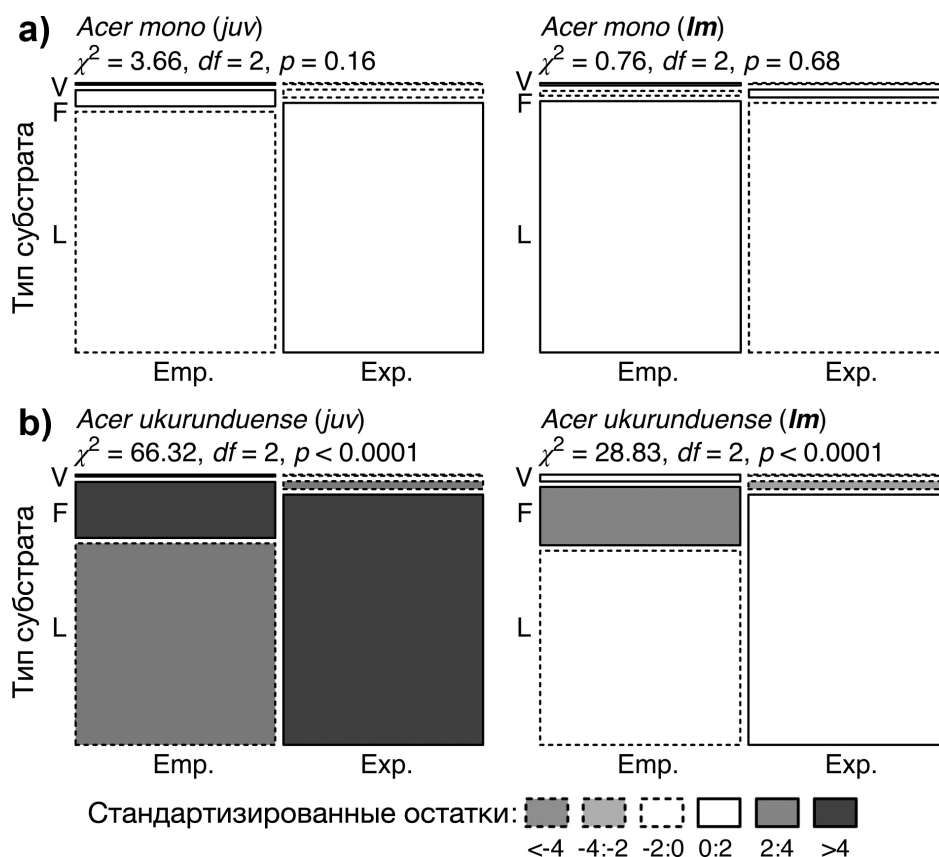 a) Acer mono (juv) Acer mono (Im)
χ² = 3.66, df = 2, p = 0.16 χ² = 0.76, df = 2, p = 0.68
V V
F F
Тип субстрата L L
Emp. Exp. Emp. Exp.
b) Acer ukurunduense (juv) Acer ukurunduense (Im)
χ² = 66.32, df = 2, p < 0.0001 χ² = 28.83, df = 2, p < 0.0001
V V
F F
Тип субстрата L L
Emp. Exp. Emp. Exp.
Стандартизированные остатки:
<-4 -4:-2 -2:0 0:2 2:4 >4